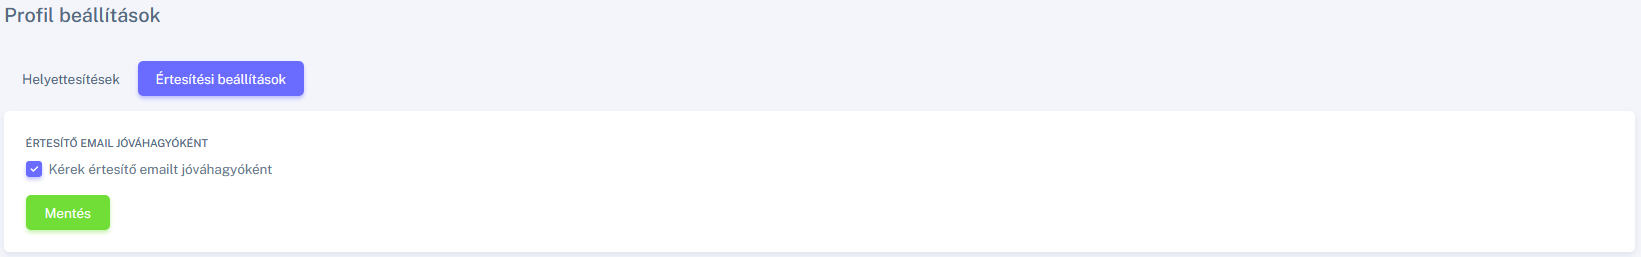 Profil beállítások
Helyettesítések
Értesítési beállítások
ÉRTESÍTŐ EMAIL JÓVÁHAGYÓKÉNT
Kérek értesítő emailt jóváhagyóként
Mentés